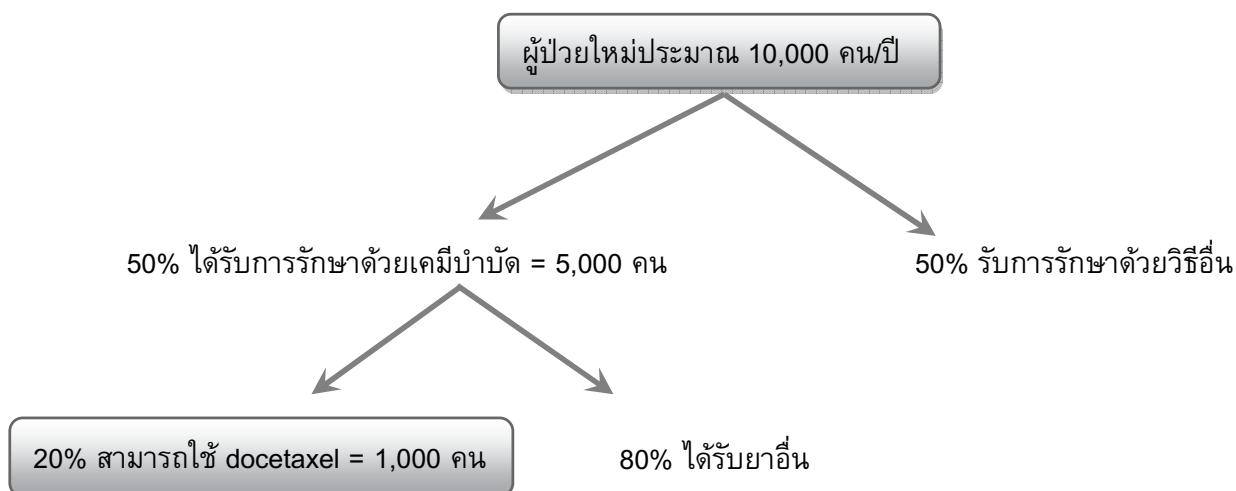 ผู้ป่วยใหม่ประมาณ 10,000 คน/ปี
50% ได้รับการรักษาด้วยเคมีบำบัด = 5,000 คน
50% รับการรักษาด้วยวิธีอื่น
20% สามารถใช้ docetaxel = 1,000 คน
80% ได้รับยาอื่น